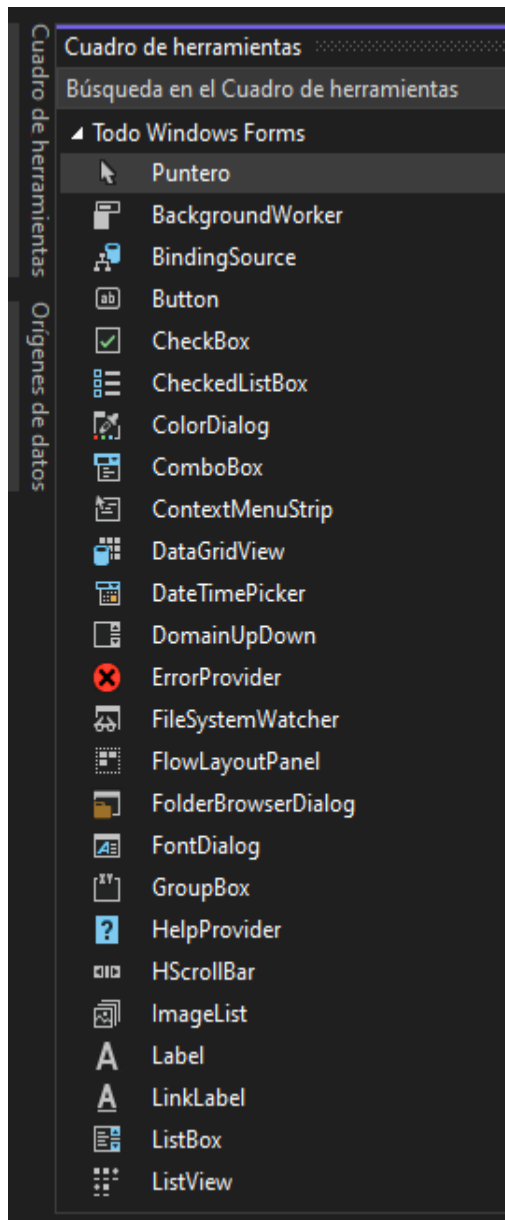 Cuadro de herramientas
Orígenes de datos
Cuadro de herramientas
Búsqueda en el Cuadro de herramientas
Todo Windows Forms
Puntero
BackgroundWorker
BindingSource
Button
CheckBox
CheckedListBox
ColorDialog
ComboBox
ContextMenuStrip
DataGridView
DateTimePicker
DomainUpDown
ErrorProvider
FileSystemWatcher
FlowLayoutPanel
FolderBrowserDialog
FontDialog
GroupBox
HelpProvider
HScrollBar
ImageList
Label
LinkLabel
ListBox
ListView